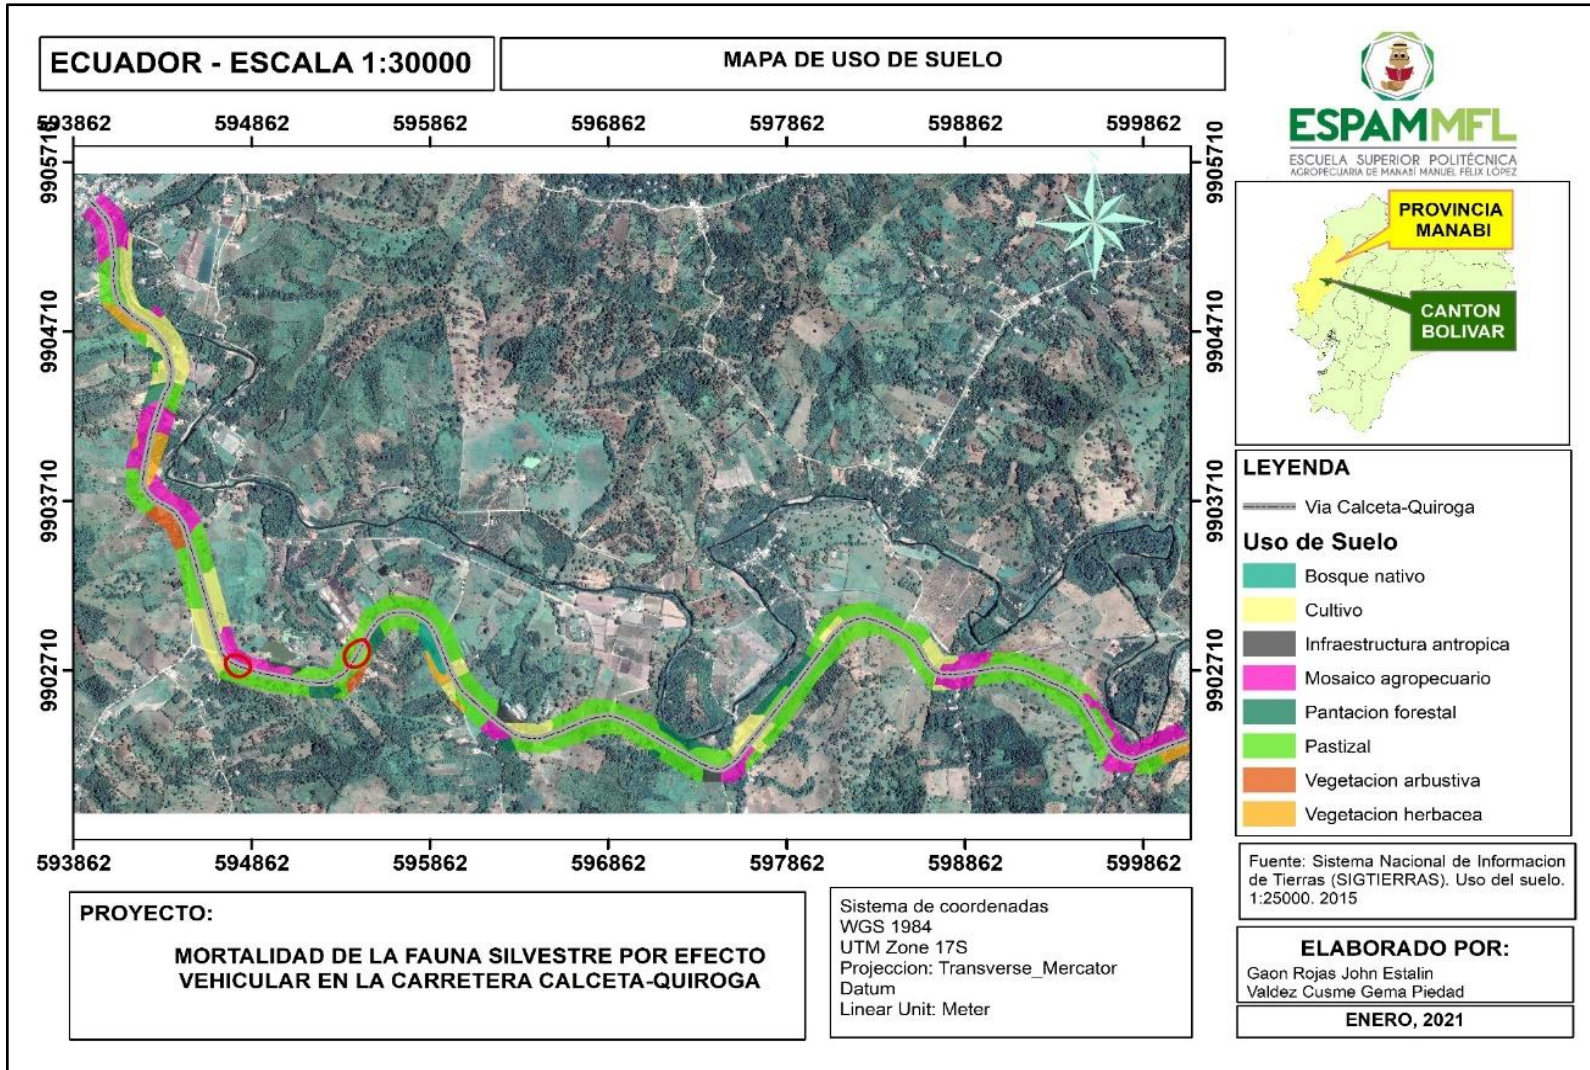 ECUADOR - ESCALA 1:30000
MAPA DE USO DE SUELO
ESPAMMFL
ESCUELA SUPERIOR POLITÉCNICA
AGROPECUARIA DE MANABÍ MANUEL FÉLIX LÓPEZ
593862 594862 595862 596862 597862 598862 599862
9905710 9905710
9904710 9904710
9903710 9903710
9902710 9902710
593862 594862 595862 596862 597862 598862 599862
N
S
PROVINCIA
MANABI
CANTON
BOLIVAR
LEYENDA
Via Calceta-Quiroga
Uso de Suelo
Bosque nativo
Cultivo
Infraestructura antropica
Mosaico agropecuario
Pantacion forestal
Pastizal
Vegetacion arbustiva
Vegetacion herbacea
Fuente: Sistema Nacional de Informacion
de Tierras (SIGTIERRAS). Uso del suelo.
1:25000. 2015
PROYECTO:
MORTALIDAD DE LA FAUNA SILVESTRE POR EFECTO
VEHICULAR EN LA CARRETERA CALCETA-QUIROGA
Sistema de coordenadas
WGS 1984
UTM Zone 17S
Projeccion: Transverse_Mercator
Datum
Linear Unit: Meter
ELABORADO POR:
Gaon Rojas John Estalin
Valdez Cusme Gema Piedad
ENERO, 2021